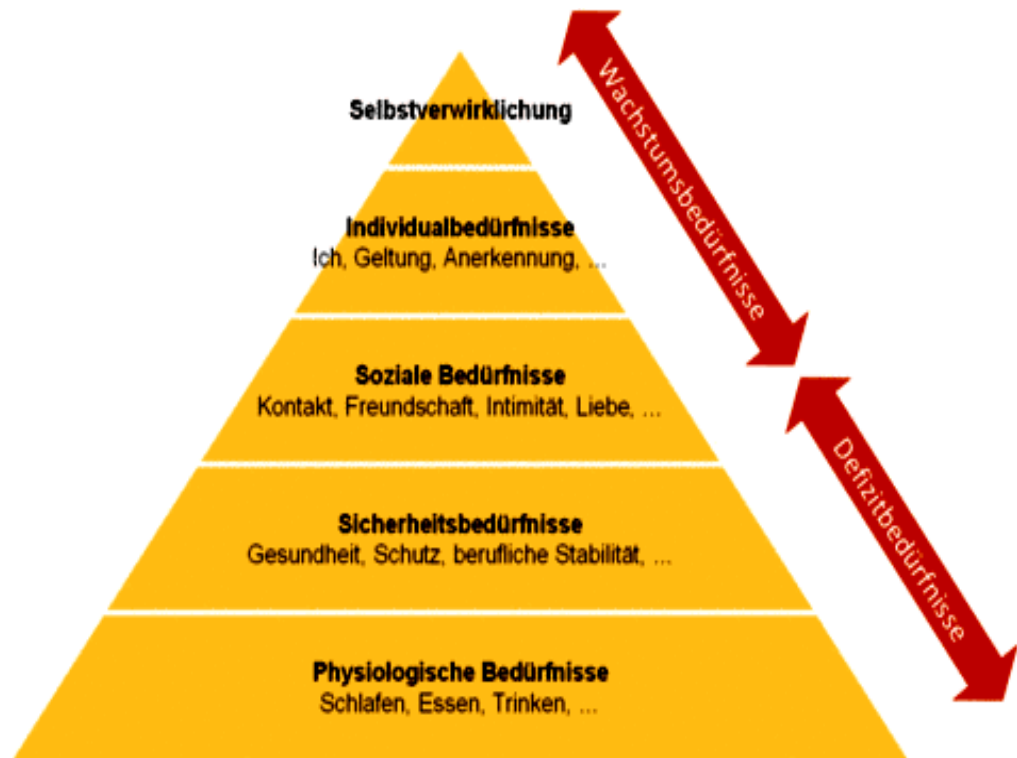 Selbstverwirklichung
Individualbedürfnisse
Ich, Geltung, Anerkennung, ...
Soziale Bedürfnisse
Kontakt, Freundschaft, Intimität, Liebe, ...
Sicherheitsbedürfnisse
Gesundheit, Schutz, berufliche Stabilität, ...
Physiologische Bedürfnisse
Schlafen, Essen, Trinken, ...
Wachstumsbedürfnisse
Defizitbedürfnisse